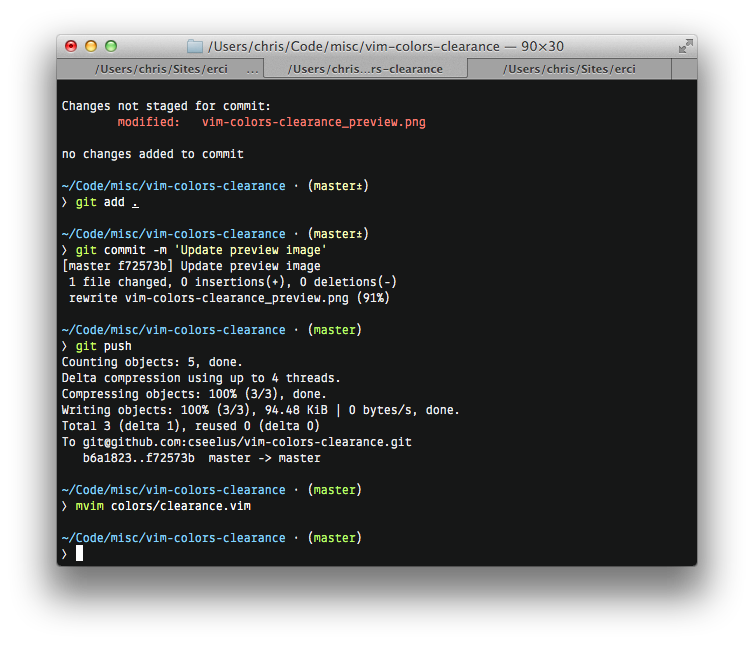 /Users/chris/Code/misc/vim-colors-clearance — 90×30
/Users/chris/Sites/erci ... /Users/chris...rs-clearance /Users/chris/Sites/erci
Changes not staged for commit:
modified: vim-colors-clearance_preview.png
no changes added to commit
~/Code/misc/vim-colors-clearance · (master±)
❯ git add .
~/Code/misc/vim-colors-clearance · (master±)
❯ git commit -m 'Update preview image'
[master f72573b] Update preview image
1 file changed, 0 insertions(+), 0 deletions(-)
rewrite vim-colors-clearance_preview.png (91%)
~/Code/misc/vim-colors-clearance · (master)
❯ git push
Counting objects: 5, done.
Delta compression using up to 4 threads.
Compressing objects: 100% (3/3), done.
Writing objects: 100% (3/3), 94.48 KiB | 0 bytes/s, done.
Total 3 (delta 1), reused 0 (delta 0)
To git@github.com:cseelus/vim-colors-clearance.git
b6a1823..f72573b master -> master
~/Code/misc/vim-colors-clearance · (master)
❯ mvim colors/clearance.vim
~/Code/misc/vim-colors-clearance · (master)
❯